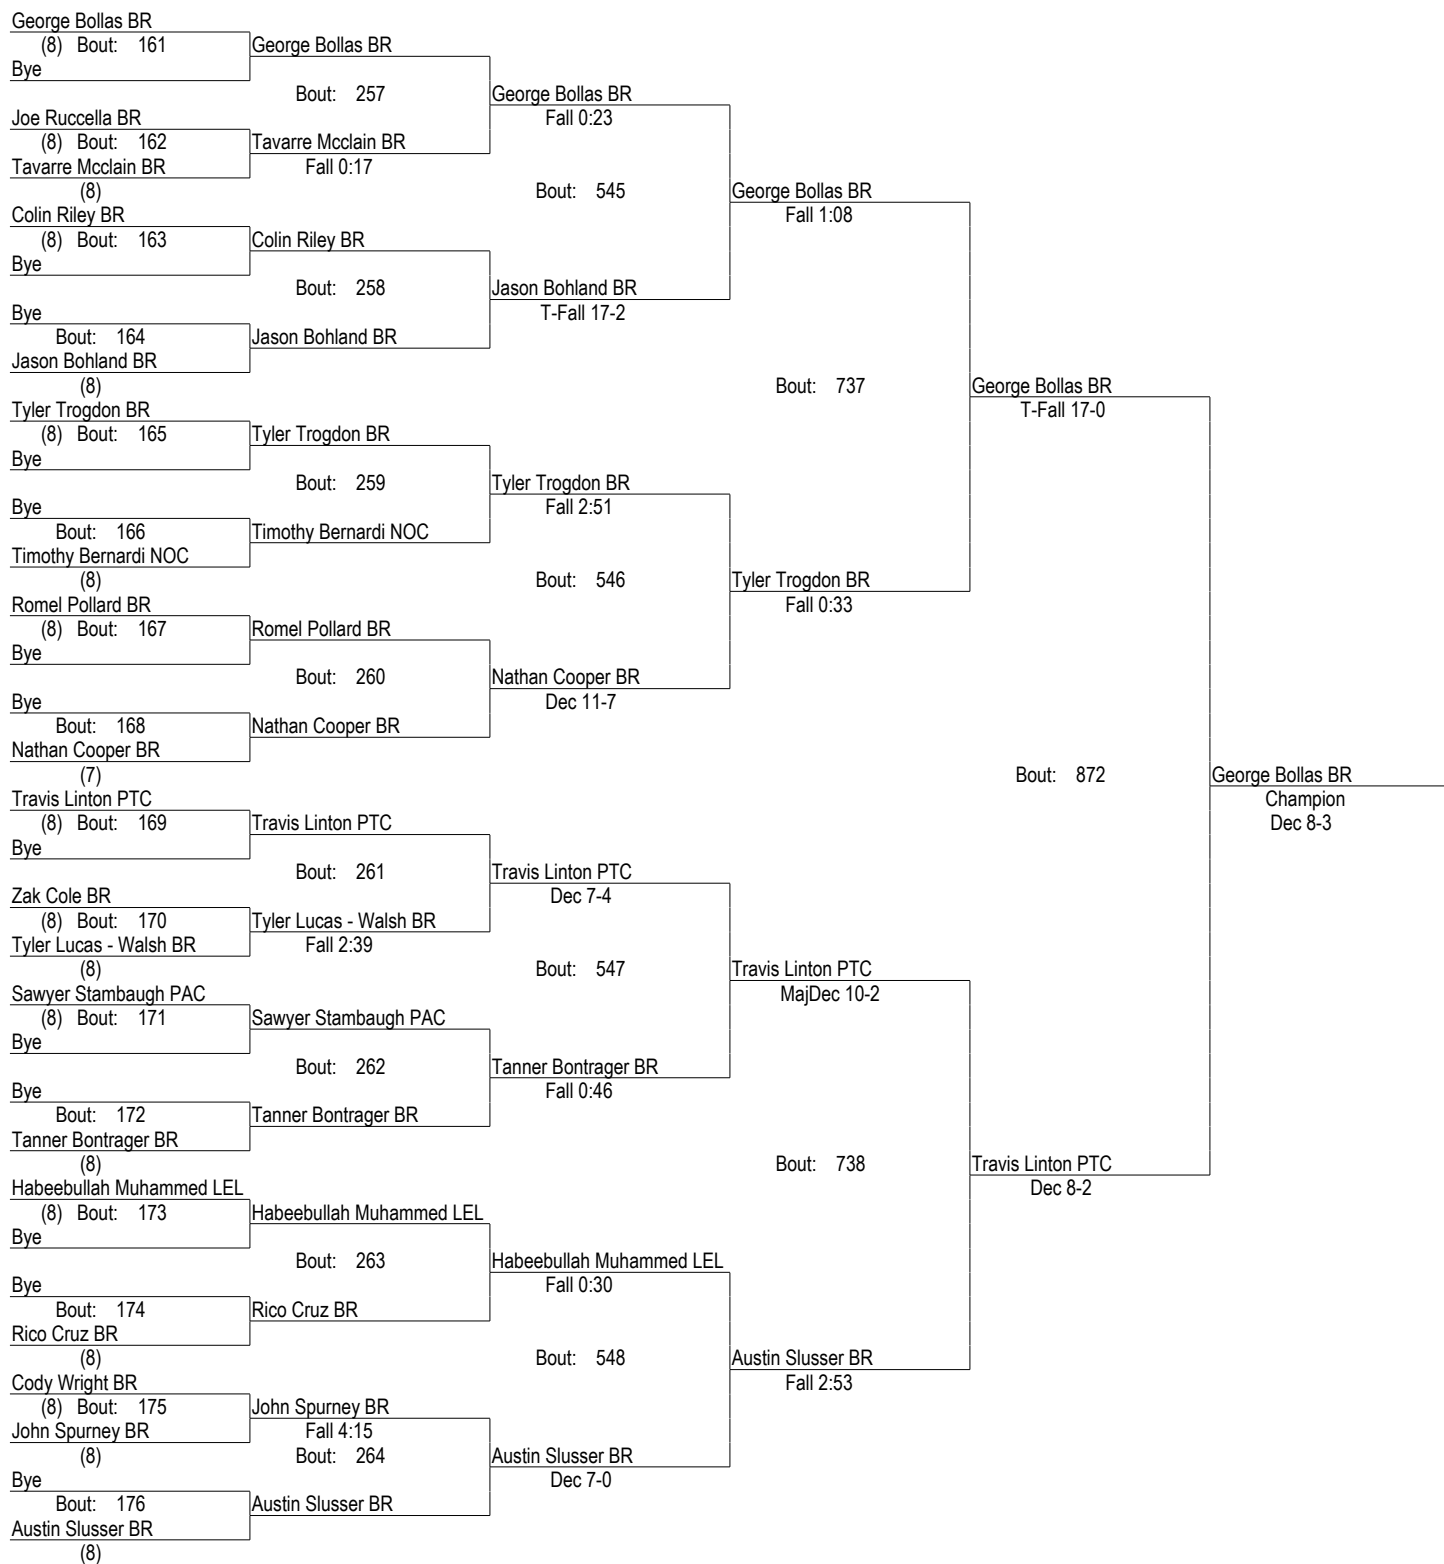 George Bollas BR
(8) Bout: 161
Bye
George Bollas BR
Bout: 257
Joe Ruccella BR
(8) Bout: 162
Tavarre Mcclain BR
(8)
Tavarre Mcclain BR
Fall 0:17
George Bollas BR
Fall 0:23
Bout: 545
Colin Riley BR
(8) Bout: 163
Bye
Colin Riley BR
Bout: 258
Bye
Bout: 164
Jason Bohland BR
(8)
Jason Bohland BR
Jason Bohland BR
T-Fall 17-2
George Bollas BR
Fall 1:08
Bout: 737
Tyler Trogdon BR
(8) Bout: 165
Bye
Tyler Trogdon BR
Bout: 259
Bye
Bout: 166
Timothy Bernardi NOC
(8)
Timothy Bernardi NOC
Tyler Trogdon BR
Fall 2:51
Bout: 546
Romel Pollard BR
(8) Bout: 167
Bye
Romel Pollard BR
Bout: 260
Bye
Bout: 168
Nathan Cooper BR
(7)
Nathan Cooper BR
Nathan Cooper BR
Dec 11-7
Tyler Trogdon BR
Fall 0:33
George Bollas BR
T-Fall 17-0
Bout: 872
George Bollas BR
Champion
Dec 8-3
Travis Linton PTC
(8) Bout: 169
Bye
Travis Linton PTC
Bout: 261
Zak Cole BR
(8) Bout: 170
Tyler Lucas - Walsh BR
(8)
Tyler Lucas - Walsh BR
Fall 2:39
Travis Linton PTC
Dec 7-4
Bout: 547
Sawyer Stambaugh PAC
(8) Bout: 171
Bye
Sawyer Stambaugh PAC
Bout: 262
Bye
Bout: 172
Tanner Bontrager BR
(8)
Tanner Bontrager BR
Tanner Bontrager BR
Fall 0:46
Travis Linton PTC
MajDec 10-2
Bout: 738
Travis Linton PTC
Dec 8-2
Habeebullah Muhammed LEL
(8) Bout: 173
Bye
Habeebullah Muhammed LEL
Bout: 263
Bye
Bout: 174
Rico Cruz BR
(8)
Rico Cruz BR
Habeebullah Muhammed LEL
Fall 0:30
Bout: 548
Austin Slusser BR
Fall 2:53
Cody Wright BR
(8) Bout: 175
John Spurney BR
(8)
John Spurney BR
Fall 4:15
Bout: 264
Bye
Bout: 176
Austin Slusser BR
(8)
Austin Slusser BR
Austin Slusser BR
Dec 7-0